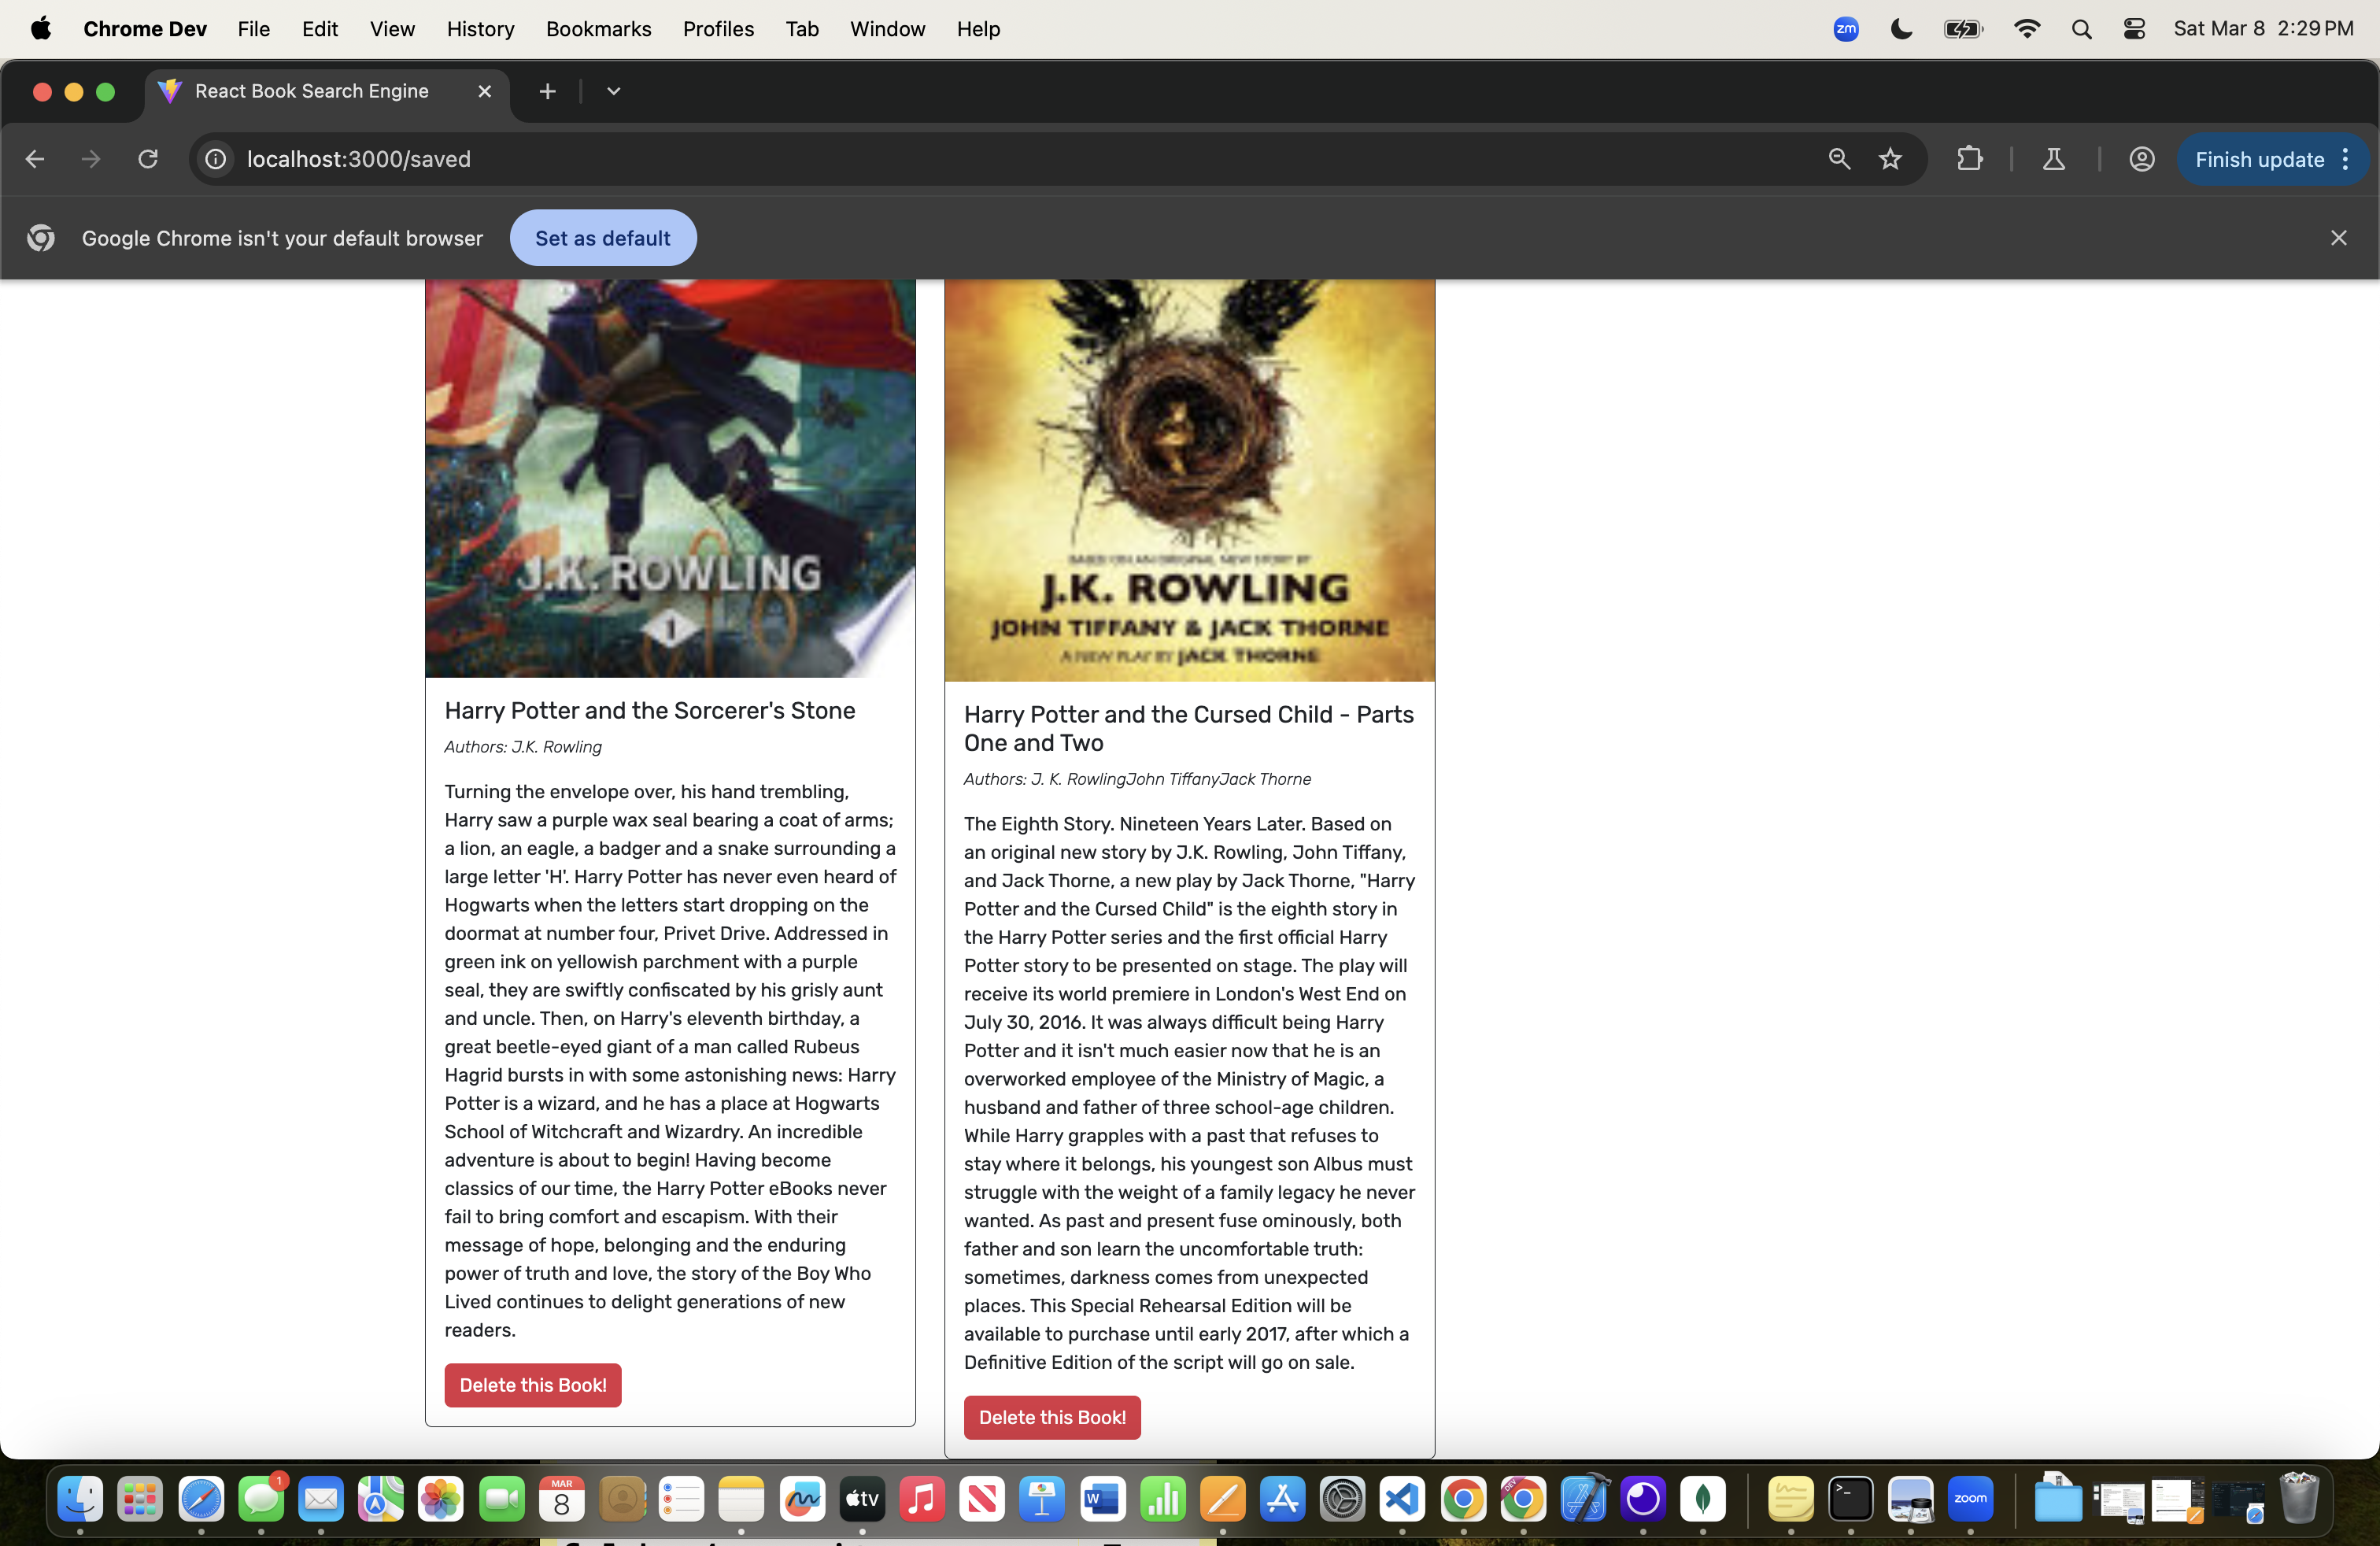 Chrome Dev File Edit View History Bookmarks Profiles Tab Window Help
zm
Sat Mar 8 2:29 PM
React Book Search Engine
localhost:3000/saved
Finish update
Google Chrome isn't your default browser
Set as default
J.K. ROWLING
1
BASED ON AN ORIGINAL NEW STORY BY
J.K. ROWLING
JOHN TIFFANY & JACK THORNE
A NEW PLAY BY JACK THORNE
Harry Potter and the Sorcerer's Stone
Authors: J.K. Rowling
Turning the envelope over, his hand trembling,
Harry saw a purple wax seal bearing a coat of arms;
a lion, an eagle, a badger and a snake surrounding a
large letter 'H'. Harry Potter has never even heard of
Hogwarts when the letters start dropping on the
doormat at number four, Privet Drive. Addressed in
green ink on yellowish parchment with a purple
seal, they are swiftly confiscated by his grisly aunt
and uncle. Then, on Harry's eleventh birthday, a
great beetle-eyed giant of a man called Rubeus
Hagrid bursts in with some astonishing news: Harry
Potter is a wizard, and he has a place at Hogwarts
School of Witchcraft and Wizardry. An incredible
adventure is about to begin! Having become
classics of our time, the Harry Potter eBooks never
fail to bring comfort and escapism. With their
message of hope, belonging and the enduring
power of truth and love, the story of the Boy Who
Lived continues to delight generations of new
readers.
Delete this Book!
Harry Potter and the Cursed Child - Parts
One and Two
Authors: J. K. RowlingJohn TiffanyJack Thorne
The Eighth Story. Nineteen Years Later. Based on
an original new story by J.K. Rowling, John Tiffany,
and Jack Thorne, a new play by Jack Thorne, "Harry
Potter and the Cursed Child" is the eighth story in
the Harry Potter series and the first official Harry
Potter story to be presented on stage. The play will
receive its world premiere in London's West End on
July 30, 2016. It was always difficult being Harry
Potter and it isn't much easier now that he is an
overworked employee of the Ministry of Magic, a
husband and father of three school-age children.
While Harry grapples with a past that refuses to
stay where it belongs, his youngest son Albus must
struggle with the weight of a family legacy he never
wanted. As past and present fuse ominously, both
father and son learn the uncomfortable truth:
sometimes, darkness comes from unexpected
places. This Special Rehearsal Edition will be
available to purchase until early 2017, after which a
Definitive Edition of the script will go on sale.
Delete this Book!
1
MAR
8
tv
W
DEV
zoom